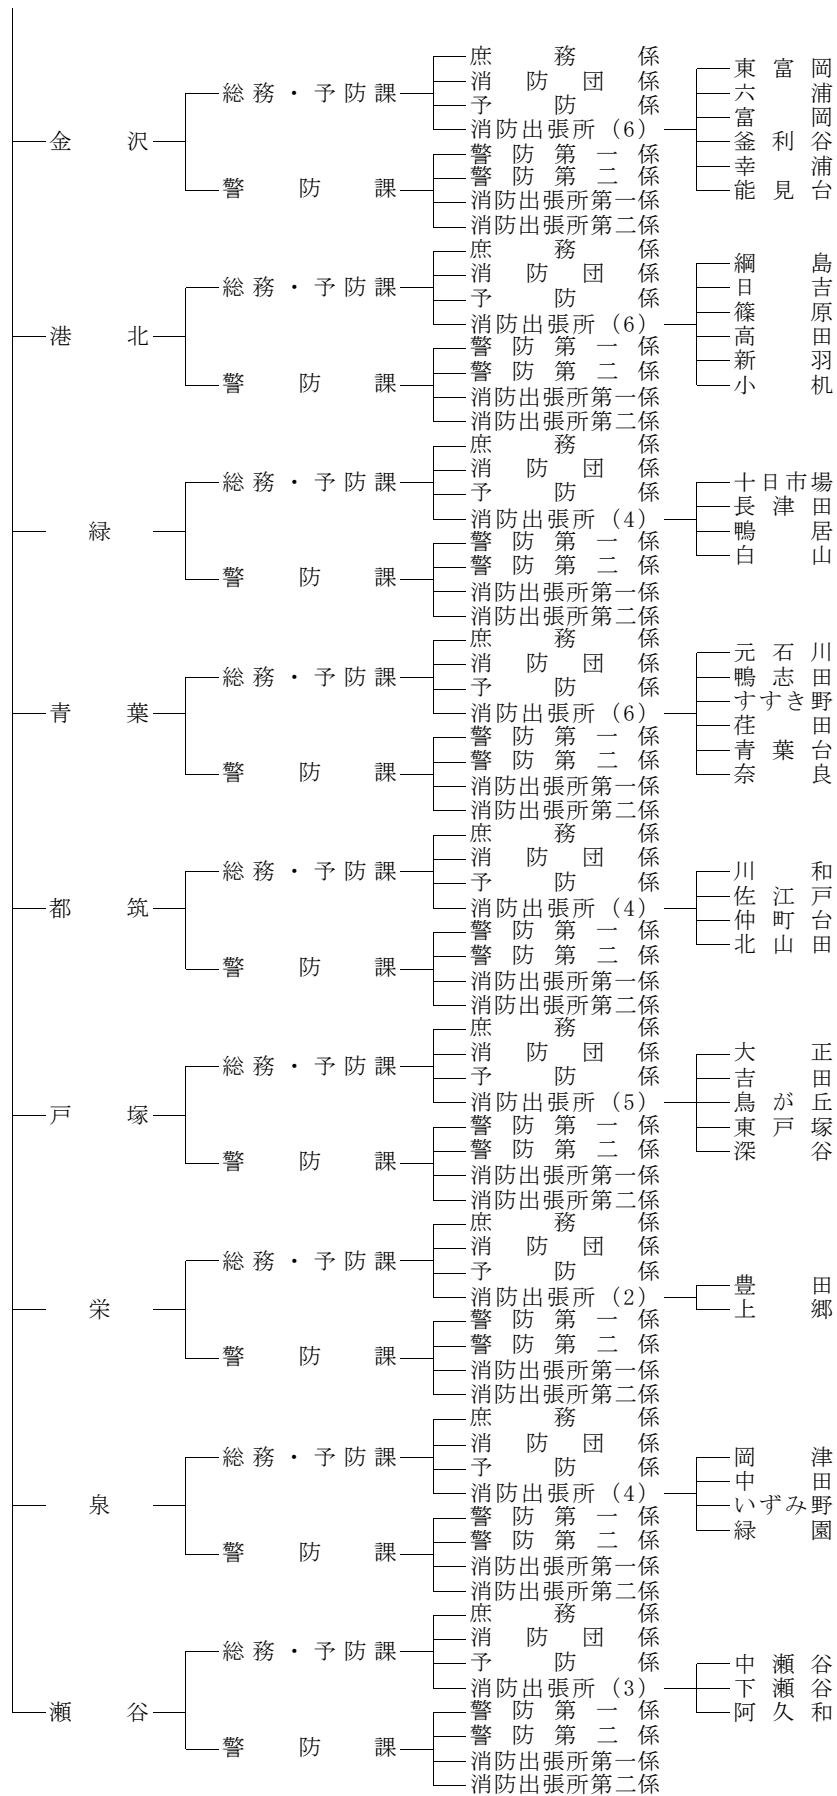 金沢
総務・予防課
庶務係
消防団係
予防係
消防出張所(6)
東富岡
六浦
富岡
釜利谷
幸浦
能見台
警防課
警防第一係
警防第二係
消防出張所第一係
消防出張所第二係
港北
総務・予防課
庶務係
消防団係
予防係
消防出張所(6)
綱島
日吉
篠原
高田
新羽
小机
警防課
警防第一係
警防第二係
消防出張所第一係
消防出張所第二係
緑
総務・予防課
庶務係
消防団係
予防係
消防出張所(4)
十日市場
長津田
鴨居
白山
警防課
警防第一係
警防第二係
消防出張所第一係
消防出張所第二係
青葉
総務・予防課
庶務係
消防団係
予防係
消防出張所(6)
元石川
鴨志田
すすき野
荏田
青葉台
奈良
警防課
警防第一係
警防第二係
消防出張所第一係
消防出張所第二係
都筑
総務・予防課
庶務係
消防団係
予防係
消防出張所(4)
川和
佐江戸
仲町台
北山田
警防課
警防第一係
警防第二係
消防出張所第一係
消防出張所第二係
戸塚
総務・予防課
庶務係
消防団係
予防係
消防出張所(5)
大正
吉田
鳥が丘
東戸塚
深谷
警防課
警防第一係
警防第二係
消防出張所第一係
消防出張所第二係
栄
総務・予防課
庶務係
消防団係
予防係
消防出張所(2)
豊田
上郷
警防課
警防第一係
警防第二係
消防出張所第一係
消防出張所第二係
泉
総務・予防課
庶務係
消防団係
予防係
消防出張所(4)
岡津
中田
いずみ野
緑園
警防課
警防第一係
警防第二係
消防出張所第一係
消防出張所第二係
瀬谷
総務・予防課
庶務係
消防団係
予防係
消防出張所(3)
中瀬谷
下瀬谷
阿久和
警防課
警防第一係
警防第二係
消防出張所第一係
消防出張所第二係